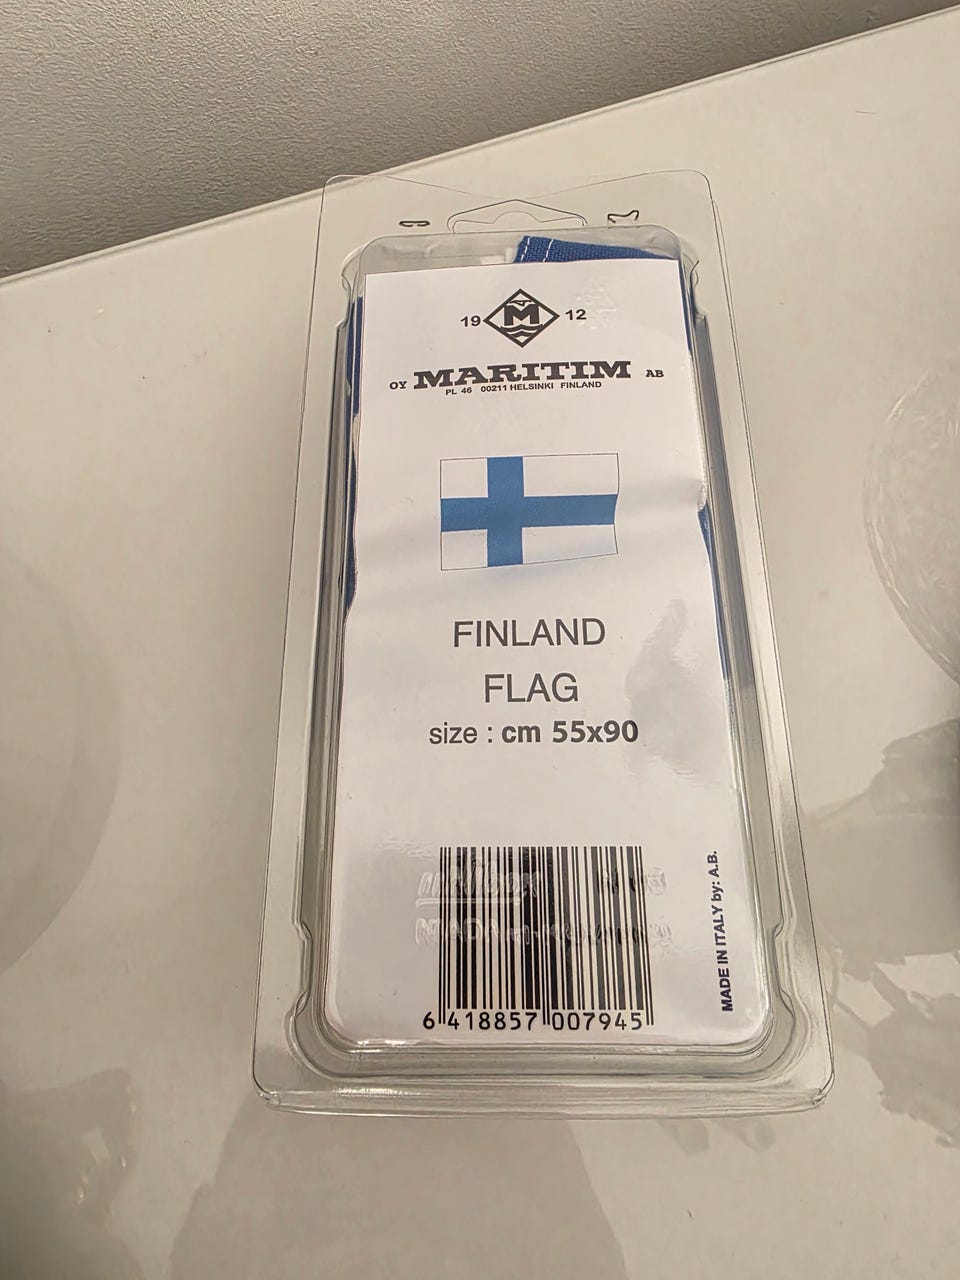 19 M 12
OY MARITIM AB
PL 46 00211 HELSINKI FINLAND
FINLAND
FLAG
size : cm 55x90
6 418857 007945
MADE IN ITALY by: A.B.